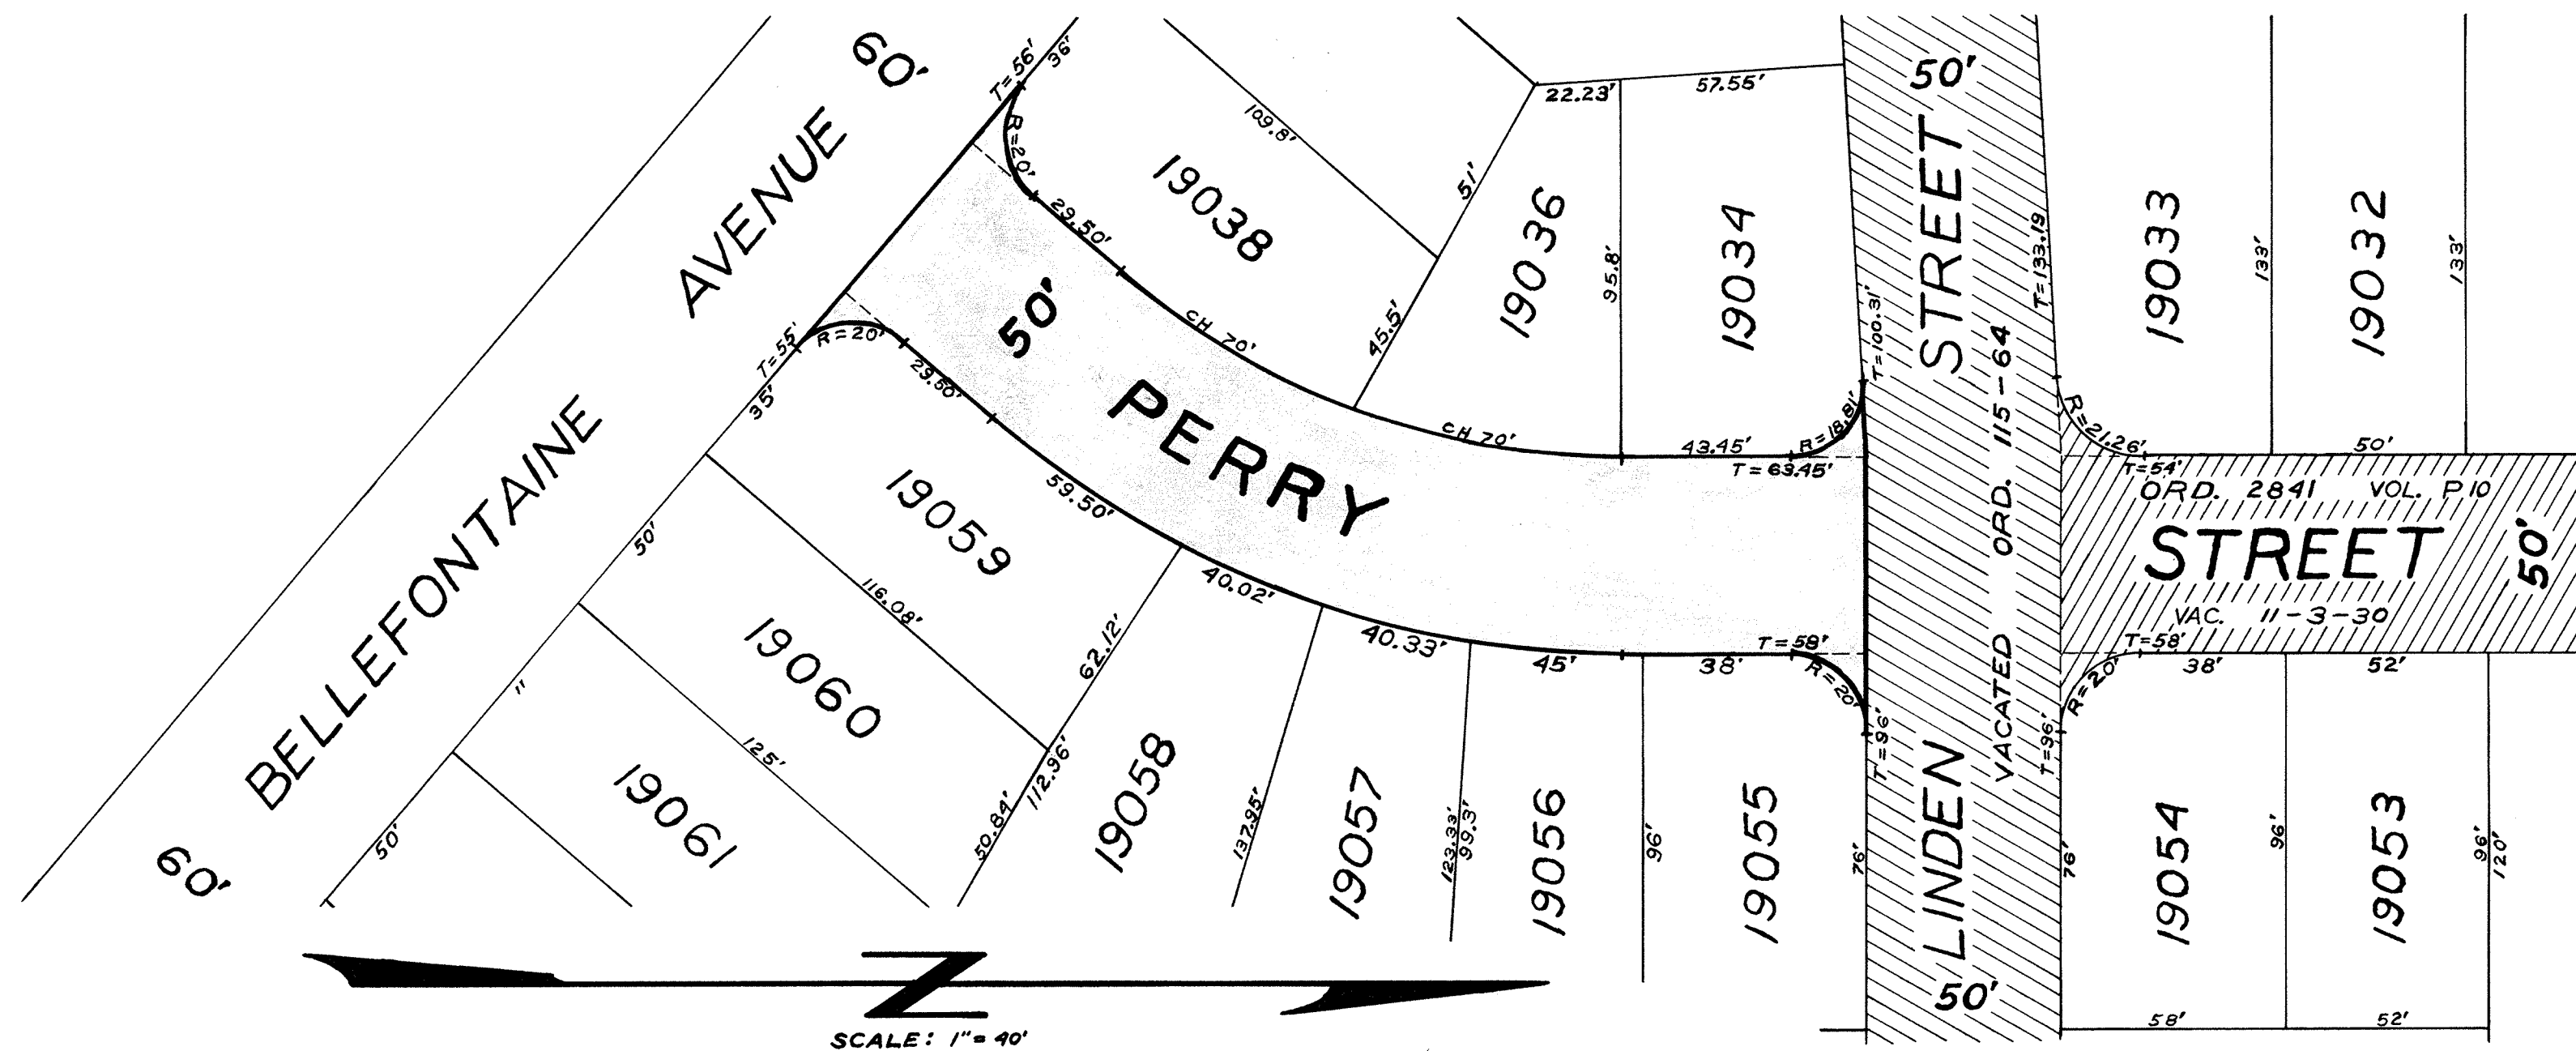 60'
BELLEFONTAINE AVENUE
60'
T=56'
36'
R=20'
29.50'
19038
109.8'
CH 70'
45.5'
51'
22.23'
19036
95.8'
57.55'
19034
CH 70'
43.45'
T=63.45'
R=18.81'
T=100.31'
50'
PERRY
T=55'
R=20'
35'
29.50'
59.50'
19059
50'
116.08'
62.12'
40.02'
40.33'
45'
38'
T=58'
R=20'
T=96'
19060
"
125'
19061
50'
50.84'
112.96'
19058
137.95'
19057
123.33'
99.3'
19056
96'
19055
76'
50'
LINDEN STREET
VACATED ORD. 115-64
50'
T=133.19
R=21.26'
T=54'
19033
133'
19032
133'
50'
ORD. 2841 VOL. P 10
STREET
50'
VAC. 11-3-30
T=58'
38'
52'
R=20'
T=96'
76'
19054
96'
19053
96'
120'
58'
52'
N
SCALE: 1"= 40'